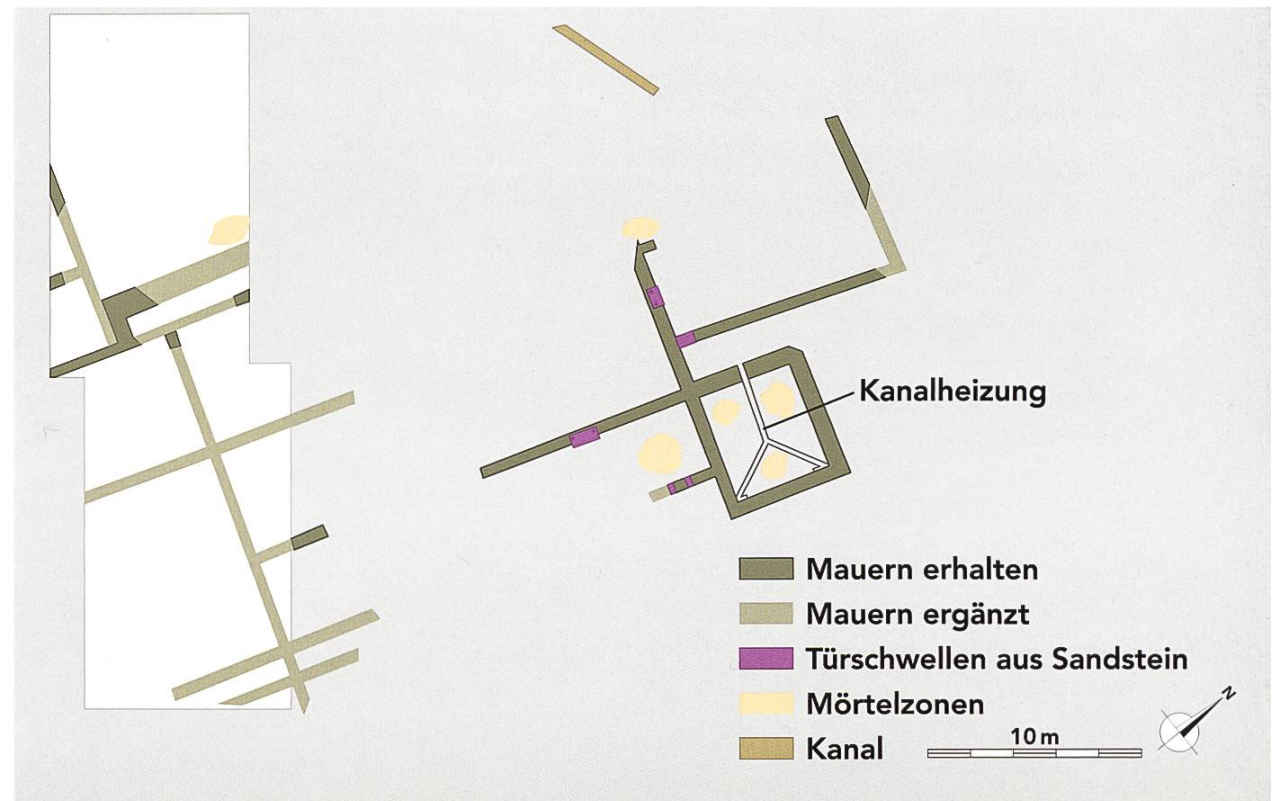 Kanalheizung
Mauern erhalten
Mauern ergänzt
Türschwellen aus Sandstein
Mörtelzonen
Kanal
10 m
N